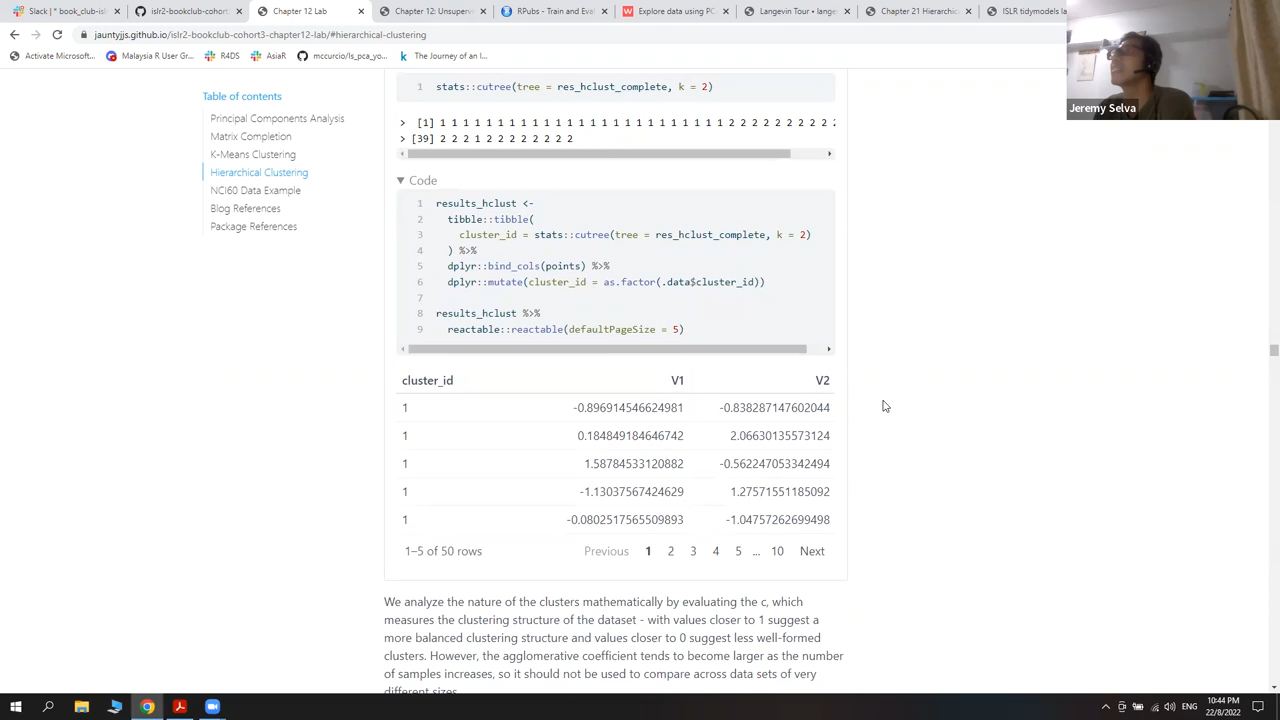 Slack | * book_club-islr
islr2-bookclub-cohort
Chapter 12 Lab
Chapter 12: Unsuperv
RPubs - Train and Eval
Explore data using PC
Langevin Tour • lange
Chapter 21 Hierarchic
ISLR tidymodels la
jauntyjjs.github.io/islr2-bookclub-cohort3-chapter12-lab/#hierarchical-clustering
Activate Microsoft...
Malaysia R User Gr...
R4DS
AsiaR
mccurcio/Is_pca_yo...
The Journey of an I...
Jeremy Selva
Table of contents
Principal Components Analysis
Matrix Completion
K-Means Clustering
Hierarchical Clustering
NCI60 Data Example
Blog References
Package References
1 stats::cutree(tree = res_hclust_complete, k = 2)
> [1] 1 1 1 1 1 1 1 1 1 1 1 1 1 1 1 1 1 1 1 1 1 1 1 1 1 2 2 2 2 2 2 2 2
> [39] 2 2 2 1 2 2 2 2 2 2 2 2
Code
1 results_hclust <-
2 tibble::tibble(
3 cluster_id = stats::cutree(tree = res_hclust_complete, k = 2)
4 ) %>%
5 dplyr::bind_cols(points) %>%
6 dplyr::mutate(cluster_id = as.factor(.data$cluster_id))
7
8 results_hclust %>%
9 reactable::reactable(defaultPageSize = 5)
cluster_id V1 V2
1 -0.896914546624981 -0.838287147602044
1 0.184849184646742 2.06630135573124
1 1.58784533120882 -0.562247053342494
1 -1.13037567424629 1.27571551185092
1 -0.0802517565509893 -1.04757262699498
1–5 of 50 rows Previous 1 2 3 4 5 ... 10 Next
We analyze the nature of the clusters mathematically by evaluating the c, which
measures the clustering structure of the dataset - with values closer to 1 suggest a
more balanced clustering structure and values closer to 0 suggest less well-formed
clusters. However, the agglomerative coefficient tends to become larger as the number
of samples increases, so it should not be used to compare across data sets of very
different sizes.
ENG
10:44 PM
22/8/2022